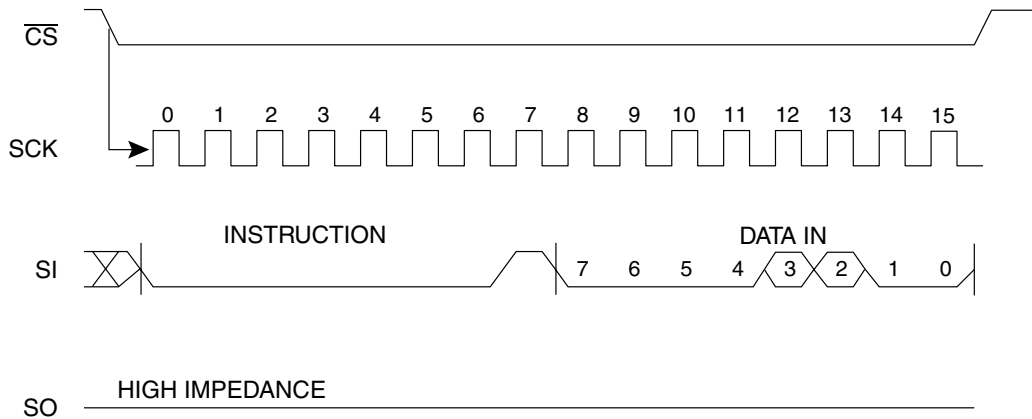 CS
0 1 2 3 4 5 6 7 8 9 10 11 12 13 14 15
SCK
INSTRUCTION DATA IN
SI 7 6 5 4 3 2 1 0
HIGH IMPEDANCE
SO